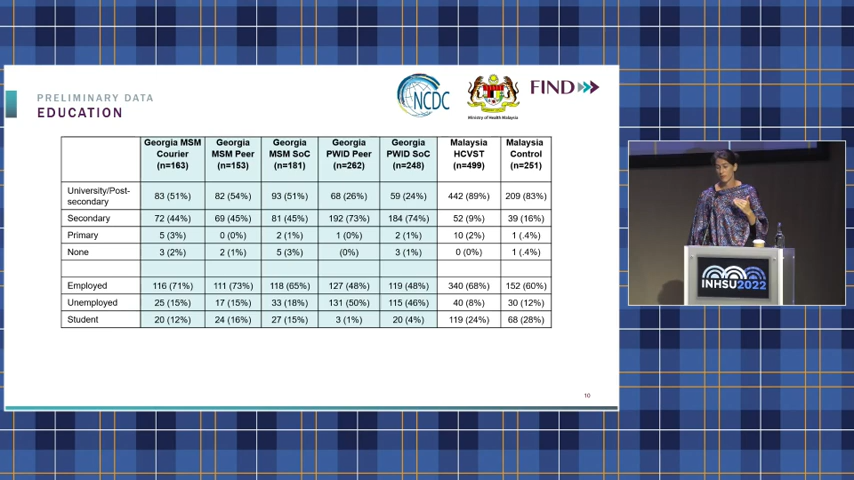 PRELIMINARY DATA
EDUCATION
NCDC
Ministry of Health Malaysia
FIND
Georgia MSM Courier (n=163) Georgia MSM Peer (n=153) Georgia MSM SoC (n=181) Georgia PWID Peer (n=262) Georgia PWID SoC (n=248) Malaysia HCVST (n=499) Malaysia Control (n=251)
University/Post-secondary 83 (51%) 82 (54%) 93 (51%) 68 (26%) 59 (24%) 442 (89%) 209 (83%)
Secondary 72 (44%) 69 (45%) 81 (45%) 192 (73%) 184 (74%) 52 (9%) 39 (16%)
Primary 5 (3%) 0 (0%) 2 (1%) 1 (0%) 2 (1%) 10 (2%) 1 (.4%)
None 3 (2%) 2 (1%) 5 (3%) (0%) 3 (1%) 0 (0%) 1 (.4%)
Employed 116 (71%) 111 (73%) 118 (65%) 127 (48%) 119 (48%) 340 (68%) 152 (60%)
Unemployed 25 (15%) 17 (15%) 33 (18%) 131 (50%) 115 (46%) 40 (8%) 30 (12%)
Student 20 (12%) 24 (16%) 27 (15%) 3 (1%) 20 (4%) 119 (24%) 68 (28%)
10
INHSU2022